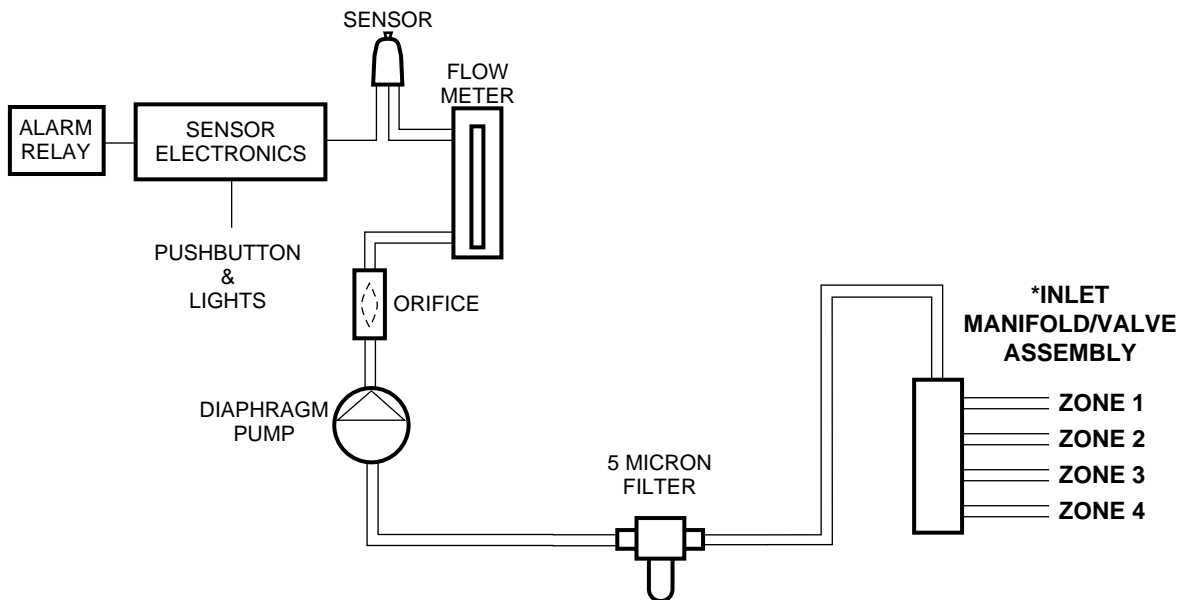 SENSOR
FLOW
METER
ALARM
RELAY
SENSOR
ELECTRONICS
PUSHBUTTON
&
LIGHTS
ORIFICE
*INLET
MANIFOLD/VALVE
ASSEMBLY
DIAPHRAGM
PUMP
ZONE 1
ZONE 2
ZONE 3
ZONE 4
5 MICRON
FILTER